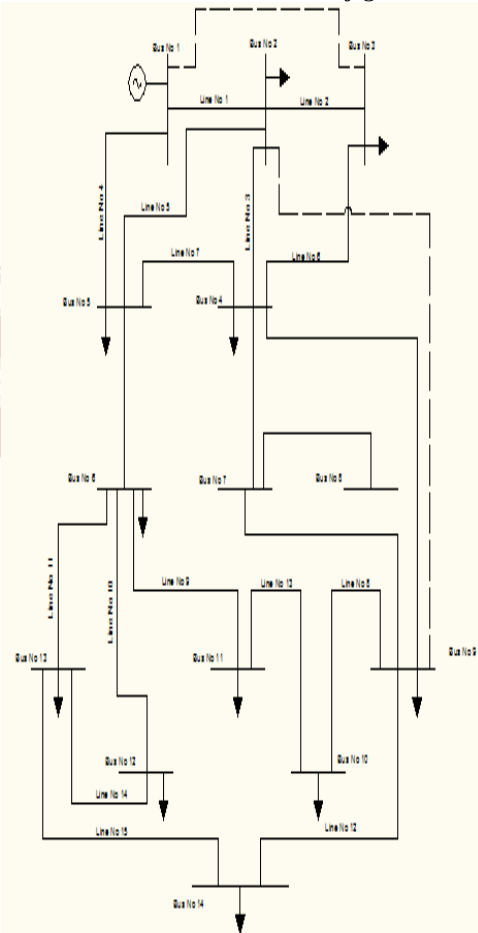 Bus No 1
Bus No 2
Bus No 3
Line No 1
Line No 2
Line No 4
Line No 5
Line No 3
Line No 7
Line No 6
Bus No 5
Bus No 4
Bus No 6
Bus No 7
Bus No 8
Line No 11
Line No 10
Line No 9
Line No 13
Line No 8
Bus No 13
Bus No 11
Bus No 9
Bus No 12
Bus No 10
Line No 14
Line No 15
Line No 12
Bus No 14